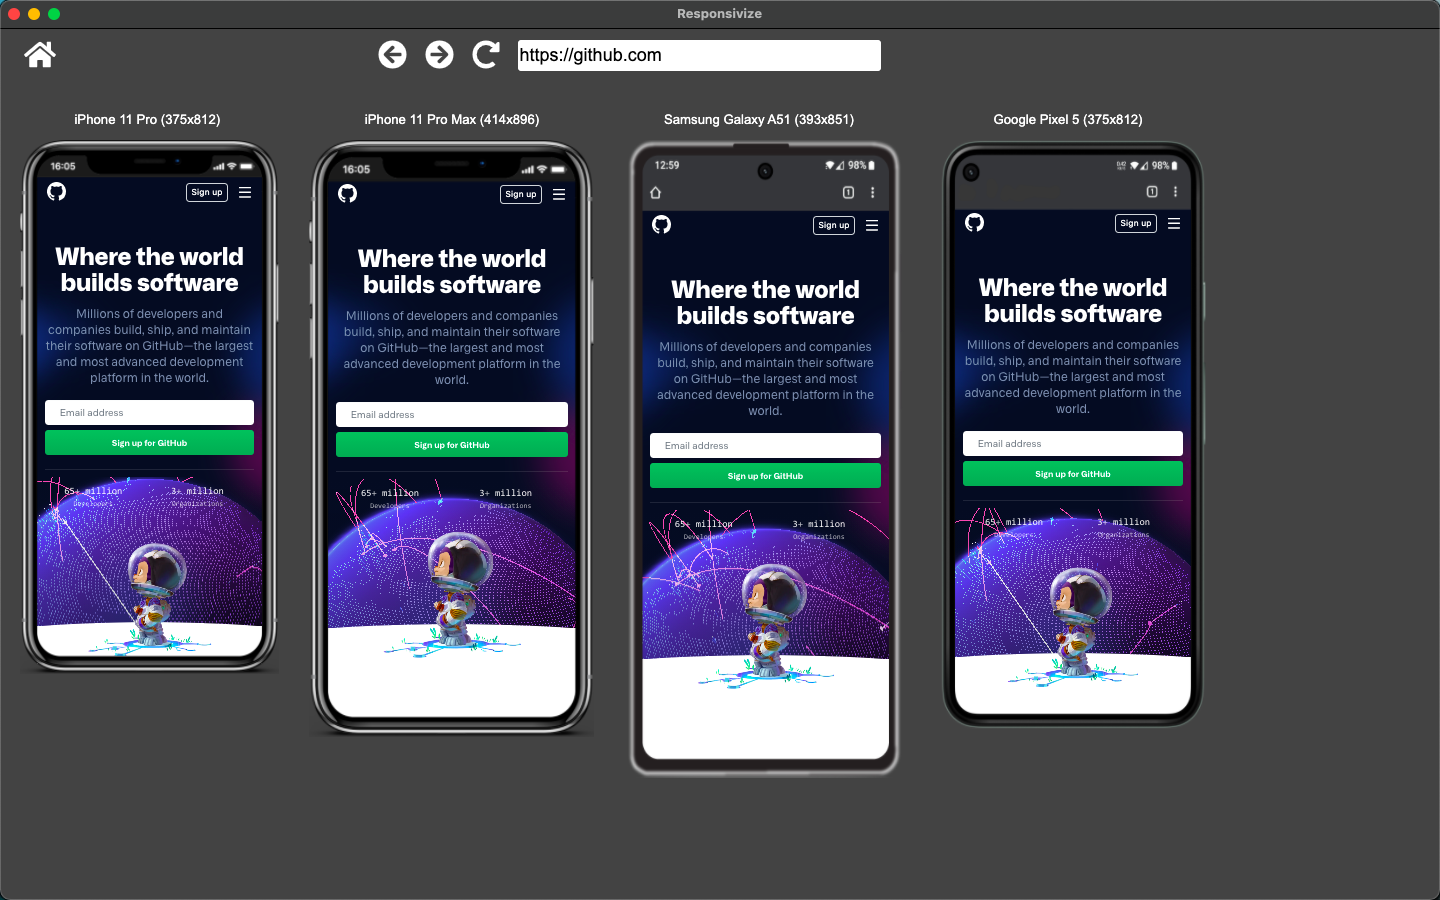 Responsivize
https://github.com
iPhone 11 Pro (375x812)
16:05
Sign up
Where the world
builds software
Millions of developers and
companies build, ship, and maintain
their software on GitHub—the largest
and most advanced development
platform in the world.
Email address
Sign up for GitHub
65+ million
3+ million
Developers
Organizations
iPhone 11 Pro Max (414x896)
16:05
Sign up
Where the world
builds software
Millions of developers and companies
build, ship, and maintain their software
on GitHub—the largest and most
advanced development platform in the
world.
Email address
Sign up for GitHub
65+ million
3+ million
Developers
Organizations
Samsung Galaxy A51 (393x851)
12:59
98%
1
Sign up
Where the world
builds software
Millions of developers and companies
build, ship, and maintain their software
on GitHub—the largest and most
advanced development platform in the
world.
Email address
Sign up for GitHub
65+ million
3+ million
Developers
Organizations
Google Pixel 5 (375x812)
98%
1
Sign up
Where the world
builds software
Millions of developers and companies
build, ship, and maintain their software
on GitHub—the largest and most
advanced development platform in the
world.
Email address
Sign up for GitHub
65+ million
3+ million
Developers
Organizations